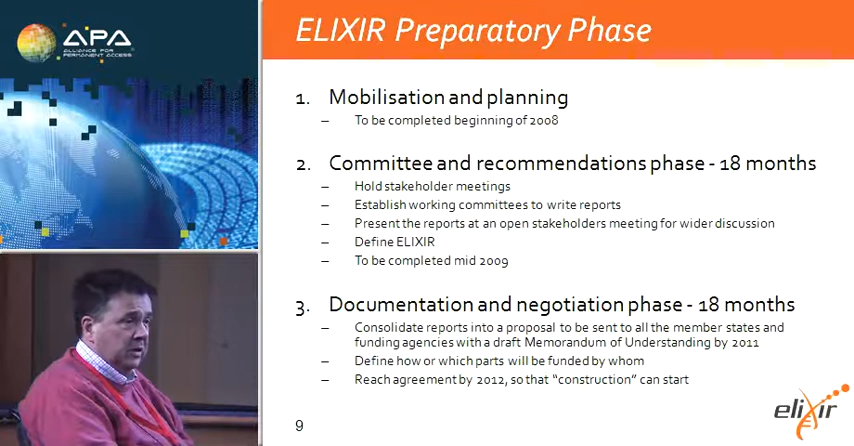 APA
ALLIANCE FOR
PERMANENT ACCESS
ELIXIR Preparatory Phase
1. Mobilisation and planning
– To be completed beginning of 2008
2. Committee and recommendations phase - 18 months
– Hold stakeholder meetings
– Establish working committees to write reports
– Present the reports at an open stakeholders meeting for wider discussion
– Define ELIXIR
– To be completed mid 2009
3. Documentation and negotiation phase - 18 months
– Consolidate reports into a proposal to be sent to all the member states and
funding agencies with a draft Memorandum of Understanding by 2011
– Define how or which parts will be funded by whom
– Reach agreement by 2012, so that “construction” can start
9
elixir